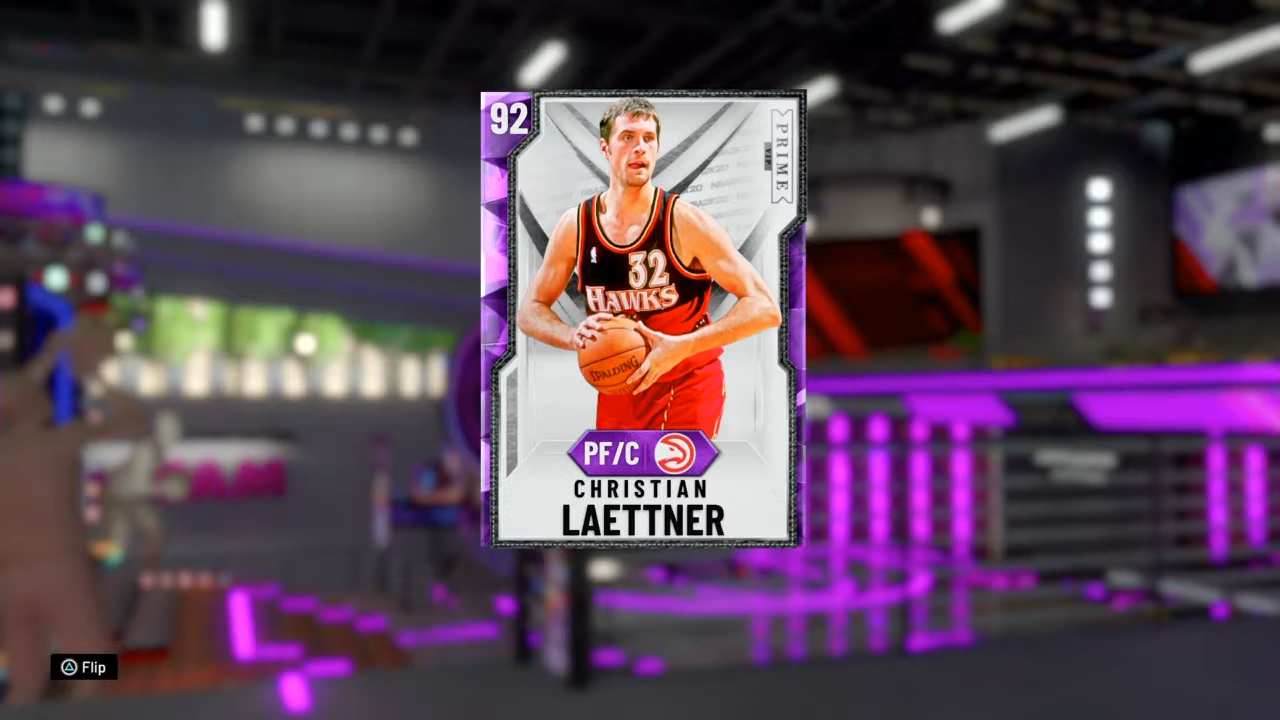 92
PRIME
32
HAWKS
SPALDING
PF/C
CHRISTIAN
LAETTNER
Flip